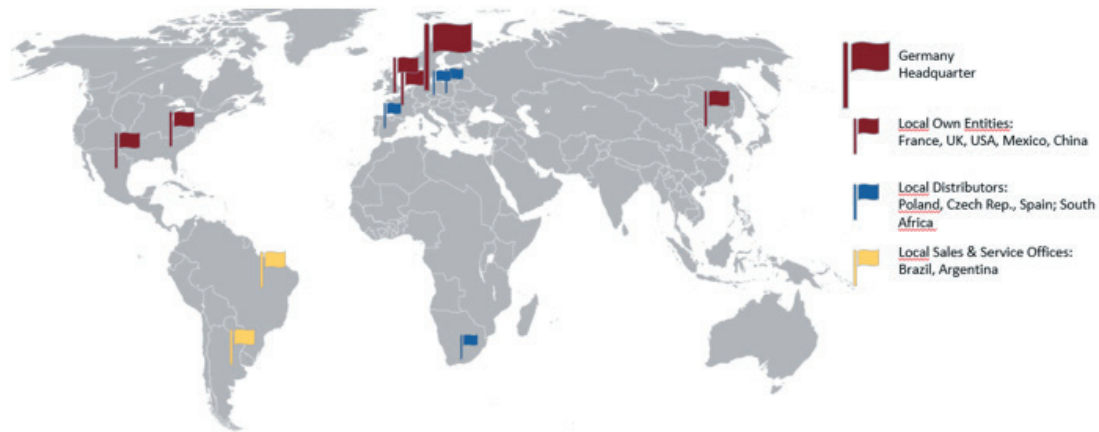 Germany
Headquarter
Local Own Entities:
France, UK, USA, Mexico, China
Local Distributors:
Poland, Czech Rep., Spain; South
Africa
Local Sales & Service Offices:
Brazil, Argentina